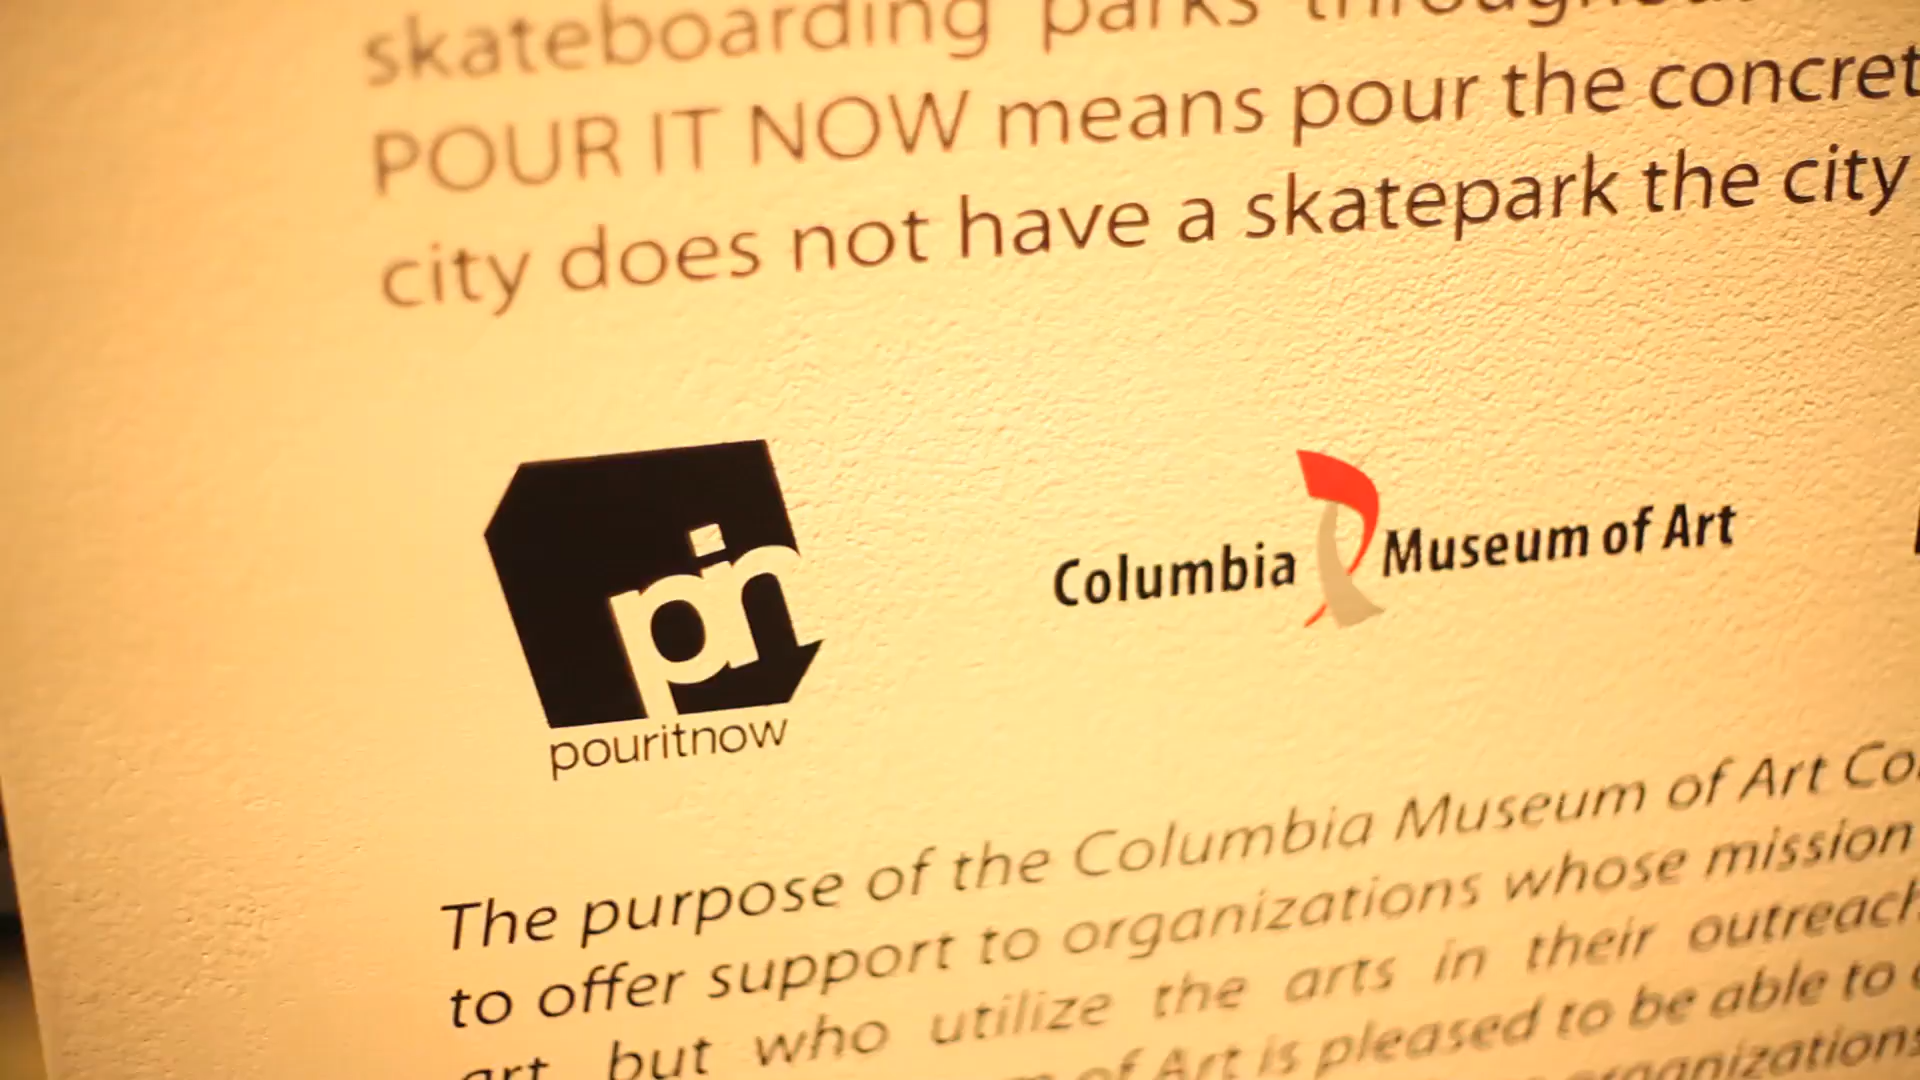 skateboarding parks
POUR IT NOW means pour the concret
city does not have a skatepark the city
pin
pouritnow
Columbia Museum of Art
The purpose of the Columbia Museum of Art Co
to offer support to organizations whose mission
art, but who utilize the arts in their outreach
of Art is pleased to be able to
organizations